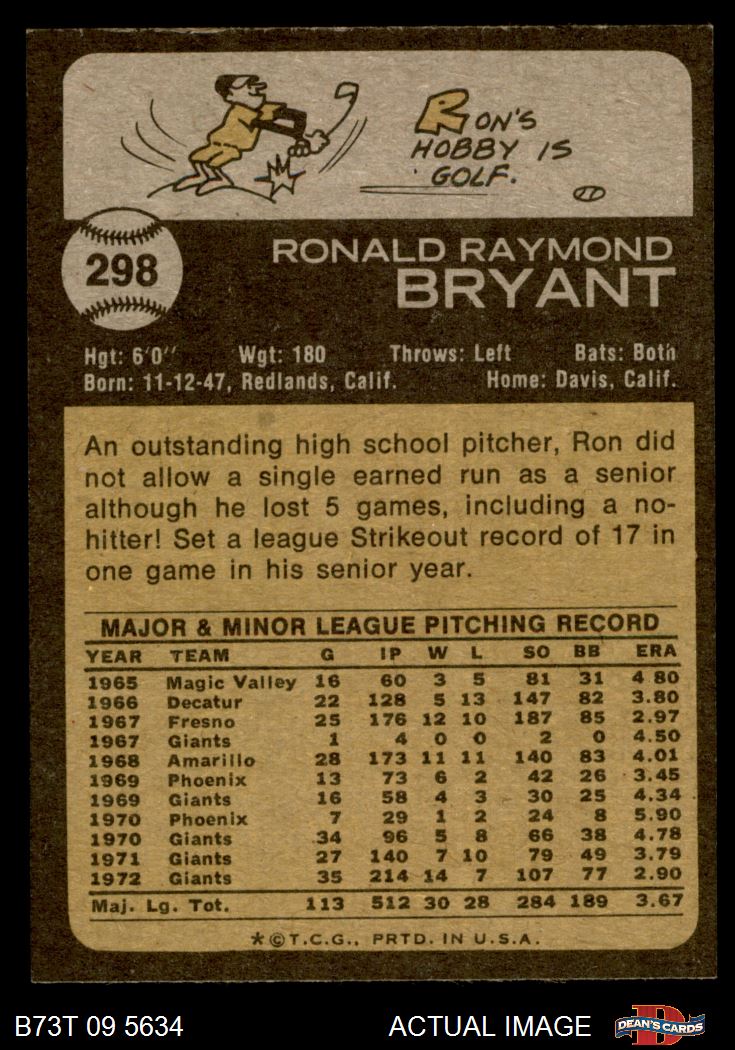 RON'S
HOBBY IS
GOLF.
298
RONALD RAYMOND
BRYANT
Hgt: 6'0'' Wgt: 180 Throws: Left Bats: Both
Born: 11-12-47, Redlands, Calif. Home: Davis, Calif.
An outstanding high school pitcher, Ron did
not allow a single earned run as a senior
although he lost 5 games, including a no-
hitter! Set a league Strikeout record of 17 in
one game in his senior year.
MAJOR & MINOR LEAGUE PITCHING RECORD
YEAR TEAM G IP W L SO BB ERA
1965 Magic Valley 16 60 3 5 81 31 4.80
1966 Decatur 22 128 5 13 147 82 3.80
1967 Fresno 25 176 12 10 187 85 2.97
1967 Giants 1 4 0 0 2 0 4.50
1968 Amarillo 28 173 11 11 140 83 4.01
1969 Phoenix 13 73 6 2 42 26 3.45
1969 Giants 16 58 4 3 30 25 4.34
1970 Phoenix 7 29 1 2 24 8 5.90
1970 Giants 34 96 5 8 66 38 4.78
1971 Giants 27 140 7 10 79 49 3.79
1972 Giants 35 214 14 7 107 77 2.90
Maj. Lg. Tot. 113 512 30 28 284 189 3.67
*©T.C.G., PRTD. IN U.S.A.
B73T 09 5634 ACTUAL IMAGE DEAN'S CARDS